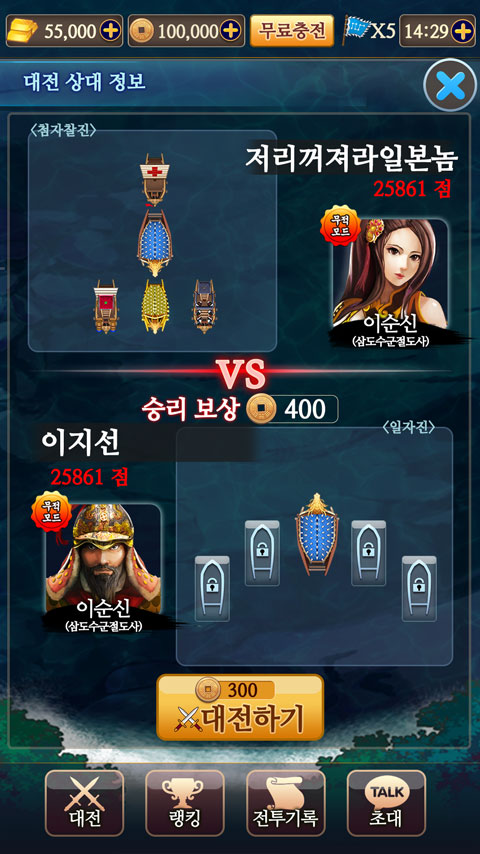 55,000
100,000
무료충전
X5
14:29
대전 상대 정보
〈첨자찰진〉
저리꺼져라일본놈
25861 점
무적
모드
이순신
(삼도수군절도사)
VS
승리 보상 400
〈일자진〉
이지선
25861 점
무적
모드
이순신
(삼도수군절도사)
300
대전하기
대전
랭킹
전투기록
TALK
초대